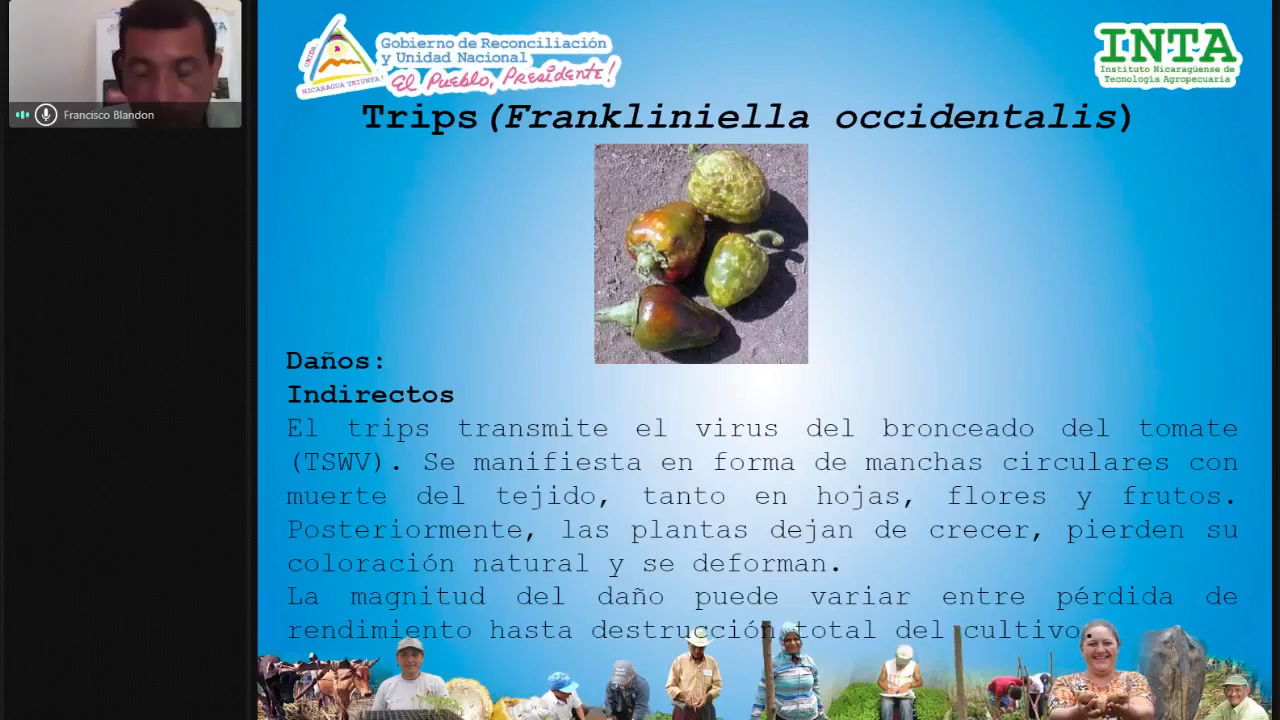 Francisco Blandon
UNIDA,
NICARAGUA TRIUNFA!
Gobierno de Reconciliación
y Unidad Nacional
El Pueblo, Presidente!
INTA
Instituto Nicaragüense de
Tecnología Agropecuaria
Trips(Frankliniella occidentalis)
Daños:
Indirectos
El trips transmite el virus del bronceado del tomate
(TSWV). Se manifiesta en forma de manchas circulares con
muerte del tejido, tanto en hojas, flores y frutos.
Posteriormente, las plantas dejan de crecer, pierden su
coloración natural y se deforman.
La magnitud del daño puede variar entre pérdida de
rendimiento hasta destrucción total del cultivo.